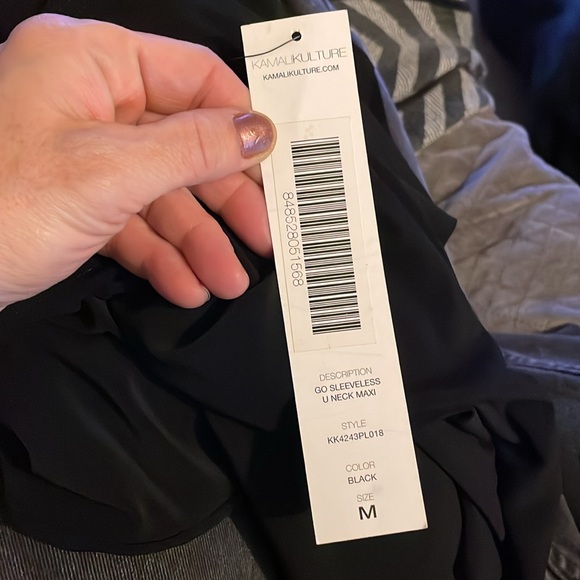 KAMALIKULTURE
KAMALIKULTURE.COM
848528051568
DESCRIPTION
GO SLEEVELESS
U NECK MAXI
STYLE
KK4243PL018
COLOR
BLACK
SIZE
M